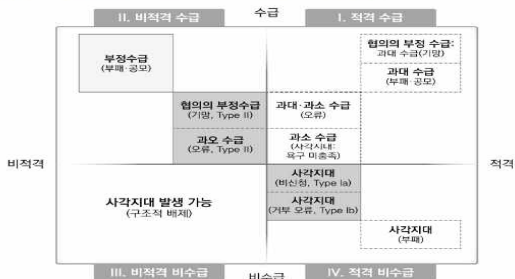 II. 비적격 수급
수급
I. 적격 수급
부정수급
(부패·공모)
협의의 부정 수급:
과대 수급(기망)
과대 수급
(부패·공모)
협의의 부정수급
(기망, Type II)
과대·과소 수급
(오류)
과오 수급
(오류, Type II)
과소 수급
(사각지대:
욕구 미충족)
비적격
적격
사각지대 발생 가능
(구조적 배제)
사각지대
(비신청, Type Ia)
사각지대
(거부 오류, Type Ib)
사각지대
(부패)
III. 비적격 비수급
비수급
IV. 적격 비수급